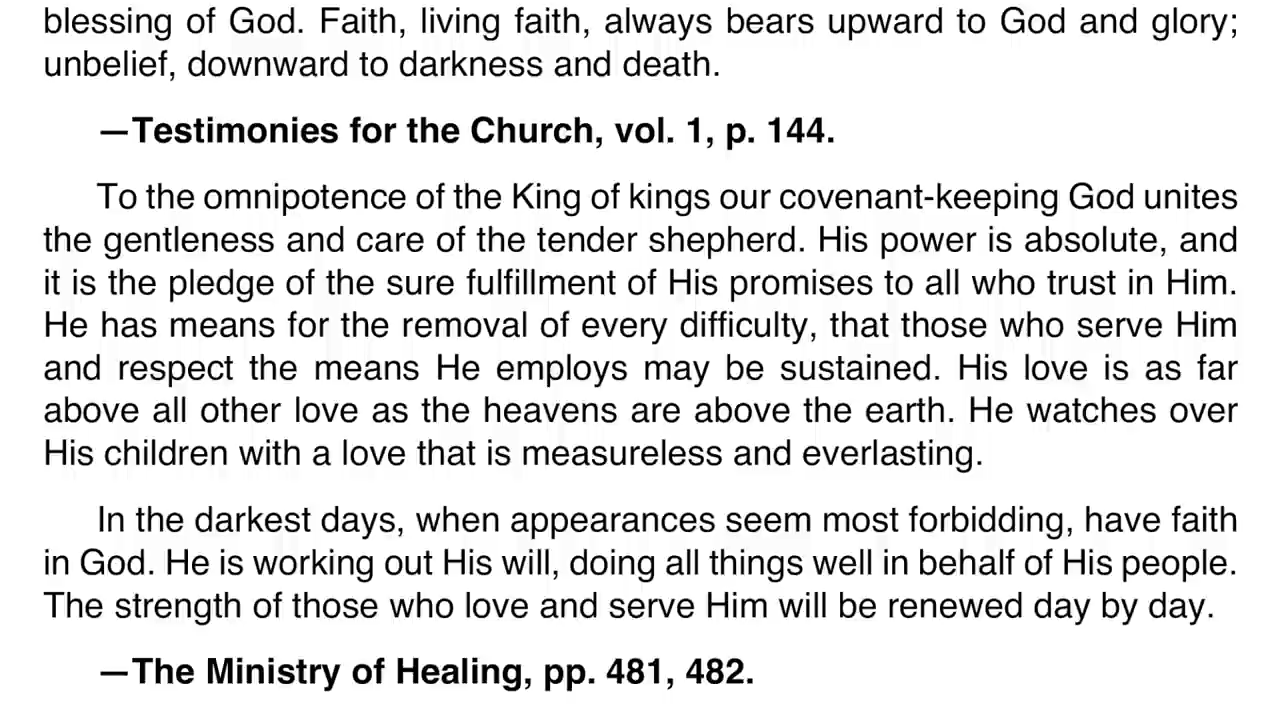 blessing of God. Faith, living faith, always bears upward to God and glory;
unbelief, downward to darkness and death.
—Testimonies for the Church, vol. 1, p. 144.
To the omnipotence of the King of kings our covenant-keeping God unites
the gentleness and care of the tender shepherd. His power is absolute, and
it is the pledge of the sure fulfillment of His promises to all who trust in Him.
He has means for the removal of every difficulty, that those who serve Him
and respect the means He employs may be sustained. His love is as far
above all other love as the heavens are above the earth. He watches over
His children with a love that is measureless and everlasting.
In the darkest days, when appearances seem most forbidding, have faith
in God. He is working out His will, doing all things well in behalf of His people.
The strength of those who love and serve Him will be renewed day by day.
—The Ministry of Healing, pp. 481, 482.